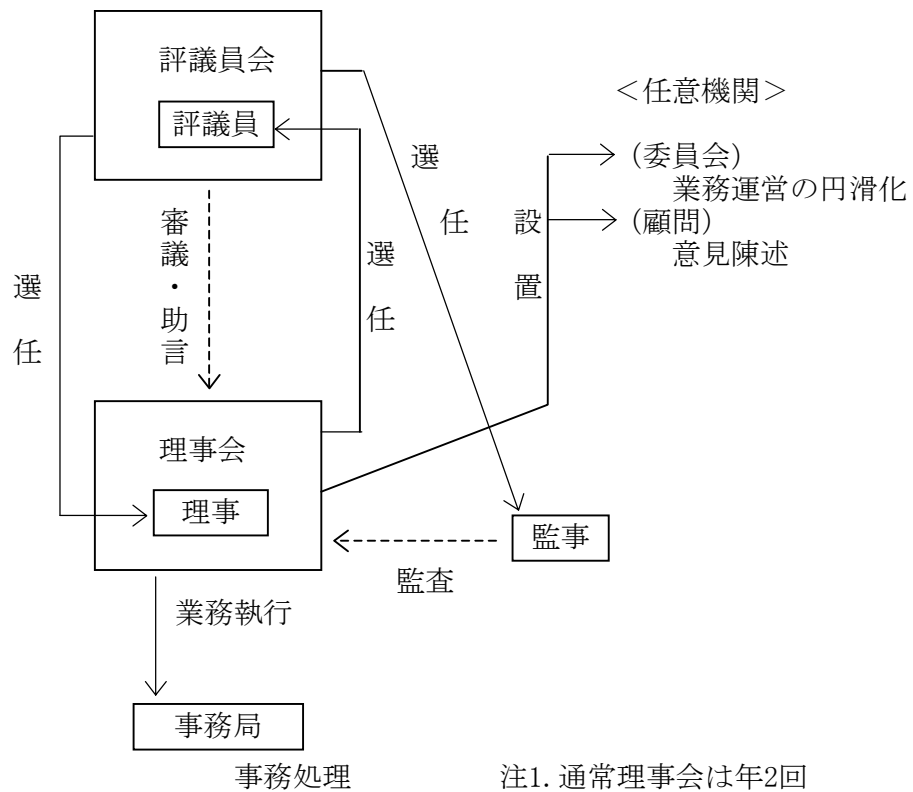 評議員会
評議員
<任意機関>
(委員会)
業務運営の円滑化
(顧問)
意見陳述
選任
審議・助言
選任
選任
設置
理事会
理事
監事
監査
業務執行
事務局
事務処理
注1. 通常理事会は年2回